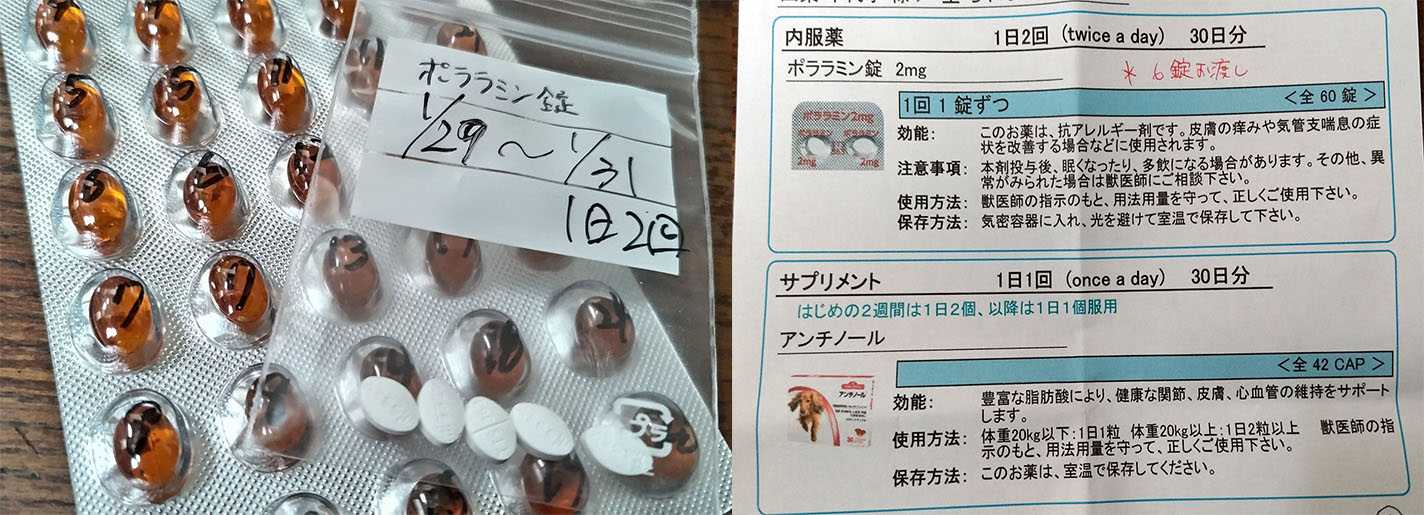 ポララミン錠
1/29～1/31
1日2回
内服薬 1日2回 (twice a day) 30日分
ポララミン錠 2mg
＊6錠お渡し
1回 1 錠ずつ <全 60 錠>
ポララミン2mg
2mg 2mg
効能: このお薬は、抗アレルギー剤です。皮膚の痒みや気管支喘息の症
状を改善する場合などに使用されます。
注意事項: 本剤投与後、眠くなったり、多飲になる場合があります。その他、異
常がみられた場合は獣医師にご相談下さい。
使用方法: 獣医師の指示のもと、用法用量を守って、正しくご使用下さい。
保存方法: 気密容器に入れ、光を避けて室温で保存して下さい。
サプリメント 1日1回 (once a day) 30日分
はじめの2週間は1日2個、以降は1日1個服用
アンチノール
<全 42 CAP>
アンチノール
効能: 豊富な脂肪酸により、健康な関節、皮膚、心血管の維持をサポート
します。
使用方法: 体重20kg以下:1日1粒 体重20kg以上:1日2粒以上 獣医師の指
示のもと、用法用量を守って、正しくご使用下さい。
保存方法: このお薬は、室温で保存してください。